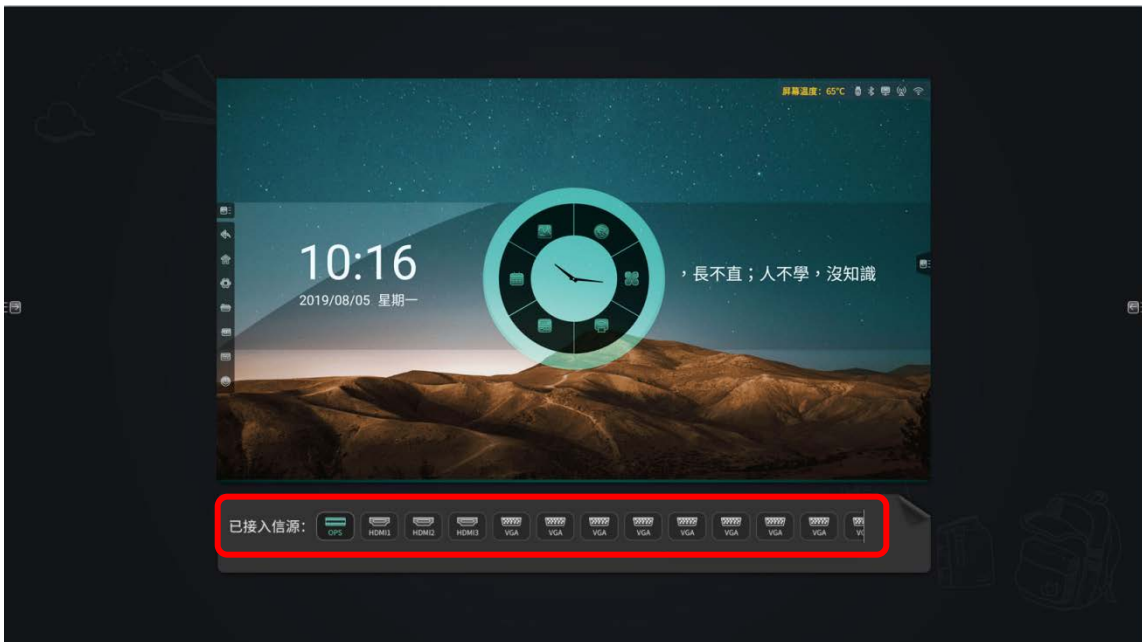 屏幕温度：65℃
10:16
2019/08/05 星期一
，長不直；人不學，沒知識
已接入信源：
OPS HDMI1 HDMI2 HDMI3 VGA VGA VGA VGA VGA VGA VGA VGA